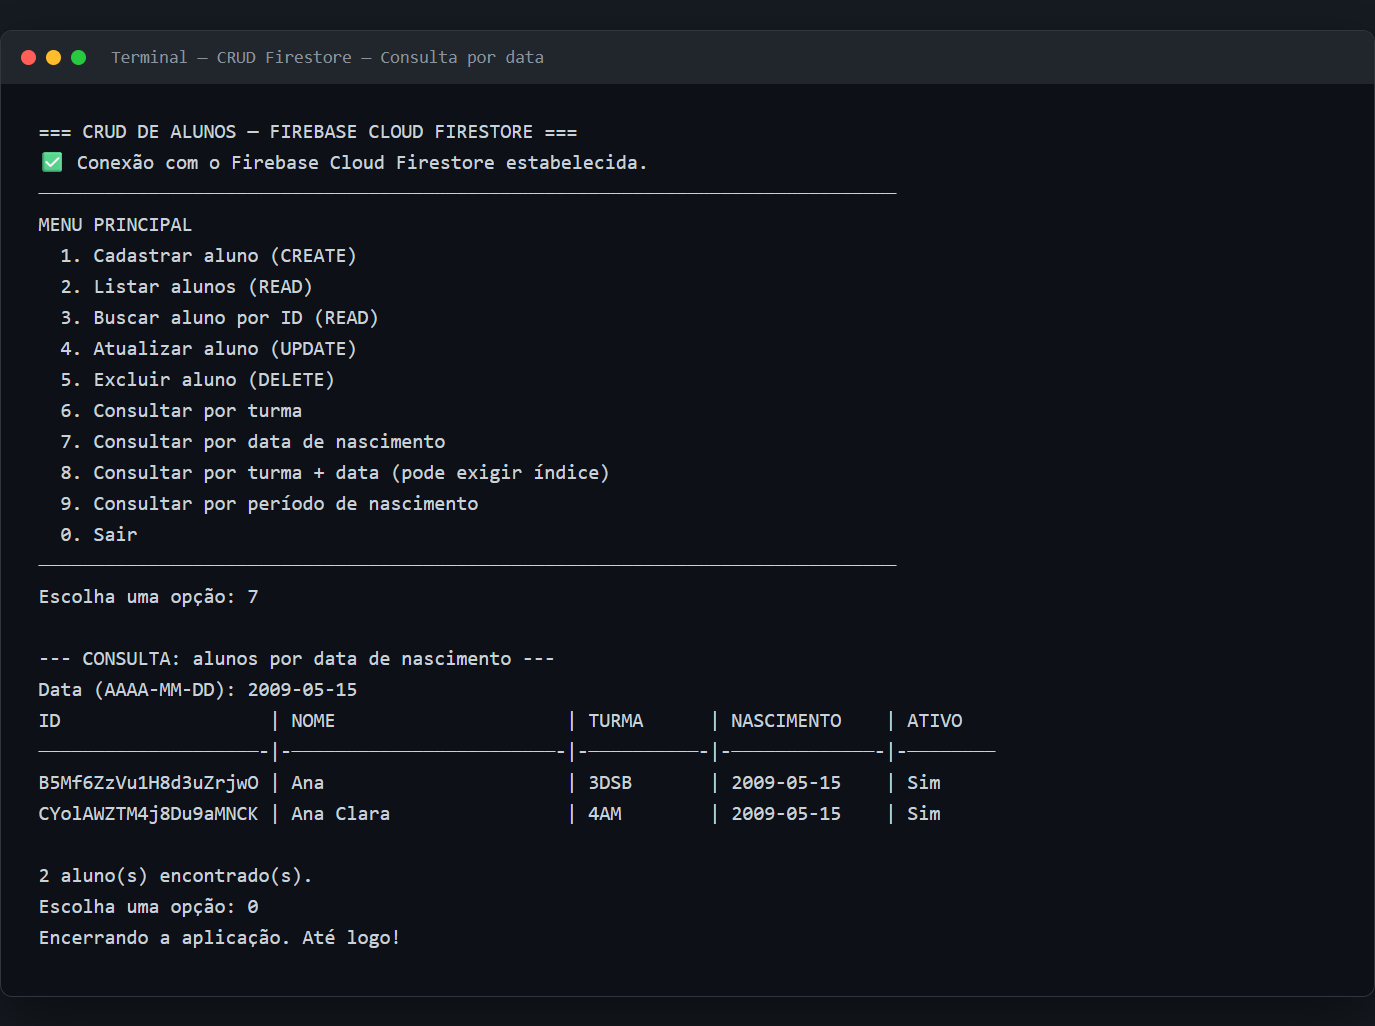 Terminal — CRUD Firestore — Consulta por data
=== CRUD DE ALUNOS — FIREBASE CLOUD FIRESTORE ===
✅ Conexão com o Firebase Cloud Firestore estabelecida.
MENU PRINCIPAL
1. Cadastrar aluno (CREATE)
2. Listar alunos (READ)
3. Buscar aluno por ID (READ)
4. Atualizar aluno (UPDATE)
5. Excluir aluno (DELETE)
6. Consultar por turma
7. Consultar por data de nascimento
8. Consultar por turma + data (pode exigir índice)
9. Consultar por período de nascimento
0. Sair
Escolha uma opção: 7
--- CONSULTA: alunos por data de nascimento ---
Data (AAAA-MM-DD): 2009-05-15
ID | NOME | TURMA | NASCIMENTO | ATIVO
B5Mf6ZzVu1H8d3uZrjwO | Ana | 3DSB | 2009-05-15 | Sim
CYolAWZTM4j8Du9aMNCK | Ana Clara | 4AM | 2009-05-15 | Sim
2 aluno(s) encontrado(s).
Escolha uma opção: 0
Encerrando a aplicação. Até logo!